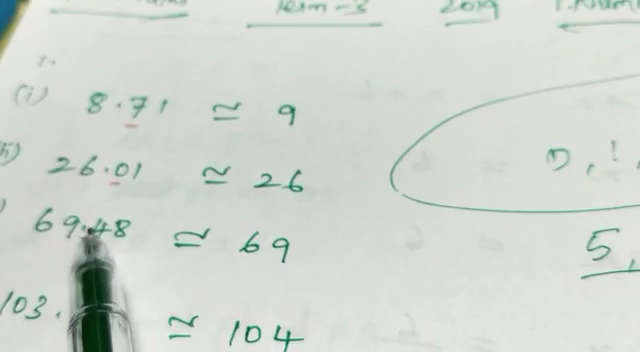 Term-3 2019
1.
(i) 8.71 ≅ 9
ii) 26.01 ≅ 26
) 69.48 ≅ 69
103. ≅ 104
5,